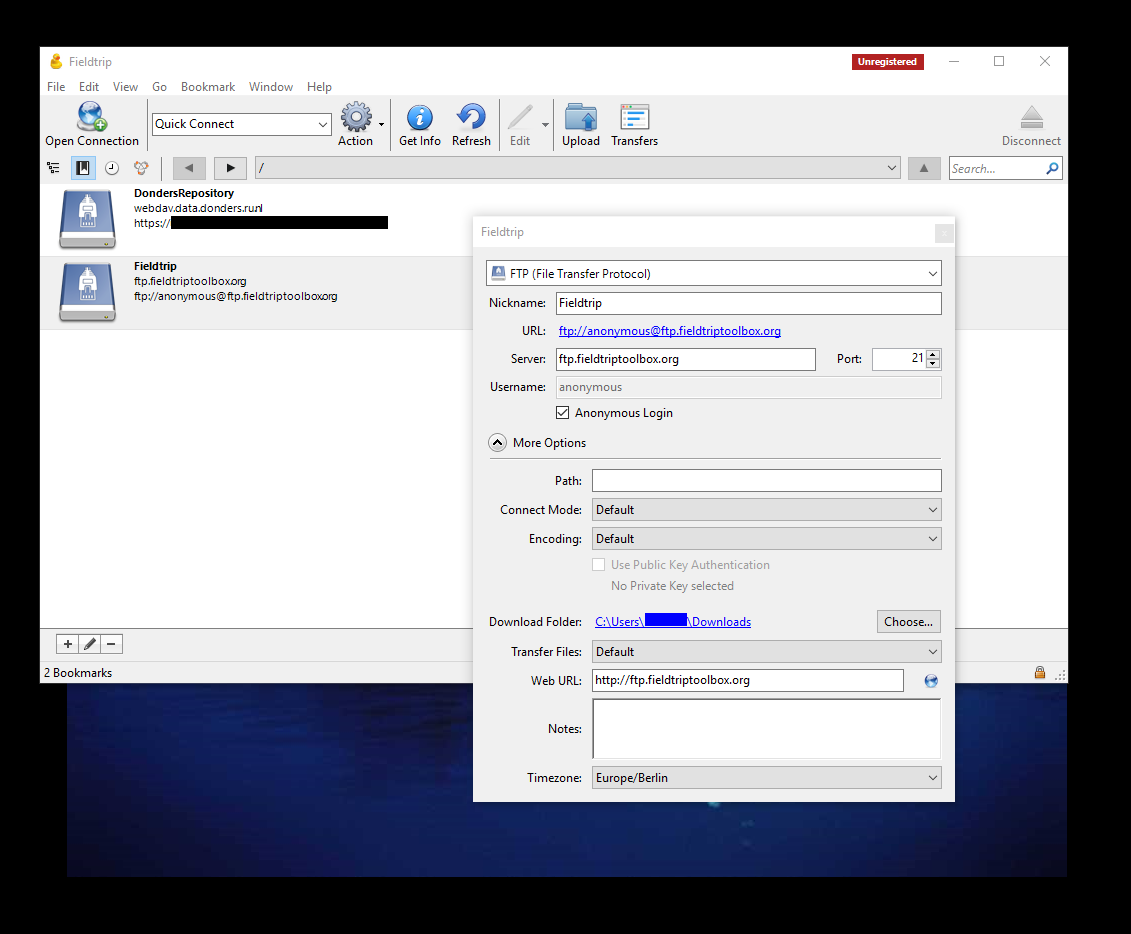 Fieldtrip
Unregistered
File Edit View Go Bookmark Window Help
Open Connection
Quick Connect
Action
Get Info
Refresh
Edit
Upload
Transfers
Disconnect
/
Search...
DondersRepository
webdav.data.donders.ru.nl
https://
Fieldtrip
ftp.fieldtriptoolbox.org
ftp://anonymous@ftp.fieldtriptoolbox.org
2 Bookmarks
Fieldtrip
FTP (File Transfer Protocol)
Nickname: Fieldtrip
URL: ftp://anonymous@ftp.fieldtriptoolbox.org
Server: ftp.fieldtriptoolbox.org Port: 21
Username: anonymous
Anonymous Login
More Options
Path:
Connect Mode: Default
Encoding: Default
Use Public Key Authentication
No Private Key selected
Download Folder: C:\Users\ \Downloads Choose...
Transfer Files: Default
Web URL: http://ftp.fieldtriptoolbox.org
Notes:
Timezone: Europe/Berlin